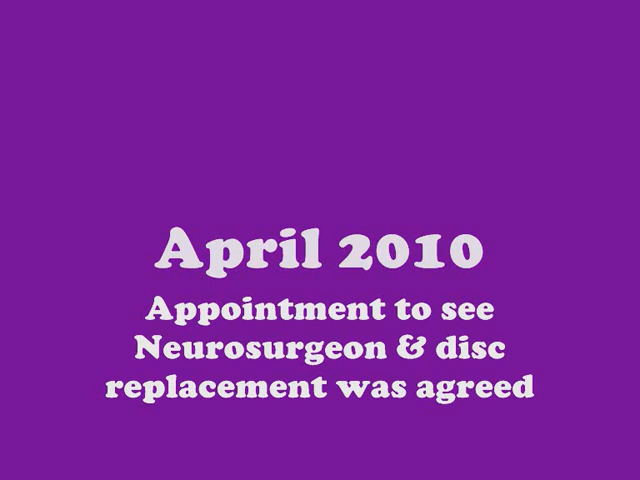 April 2010
Appointment to see
Neurosurgeon & disc
replacement was agreed